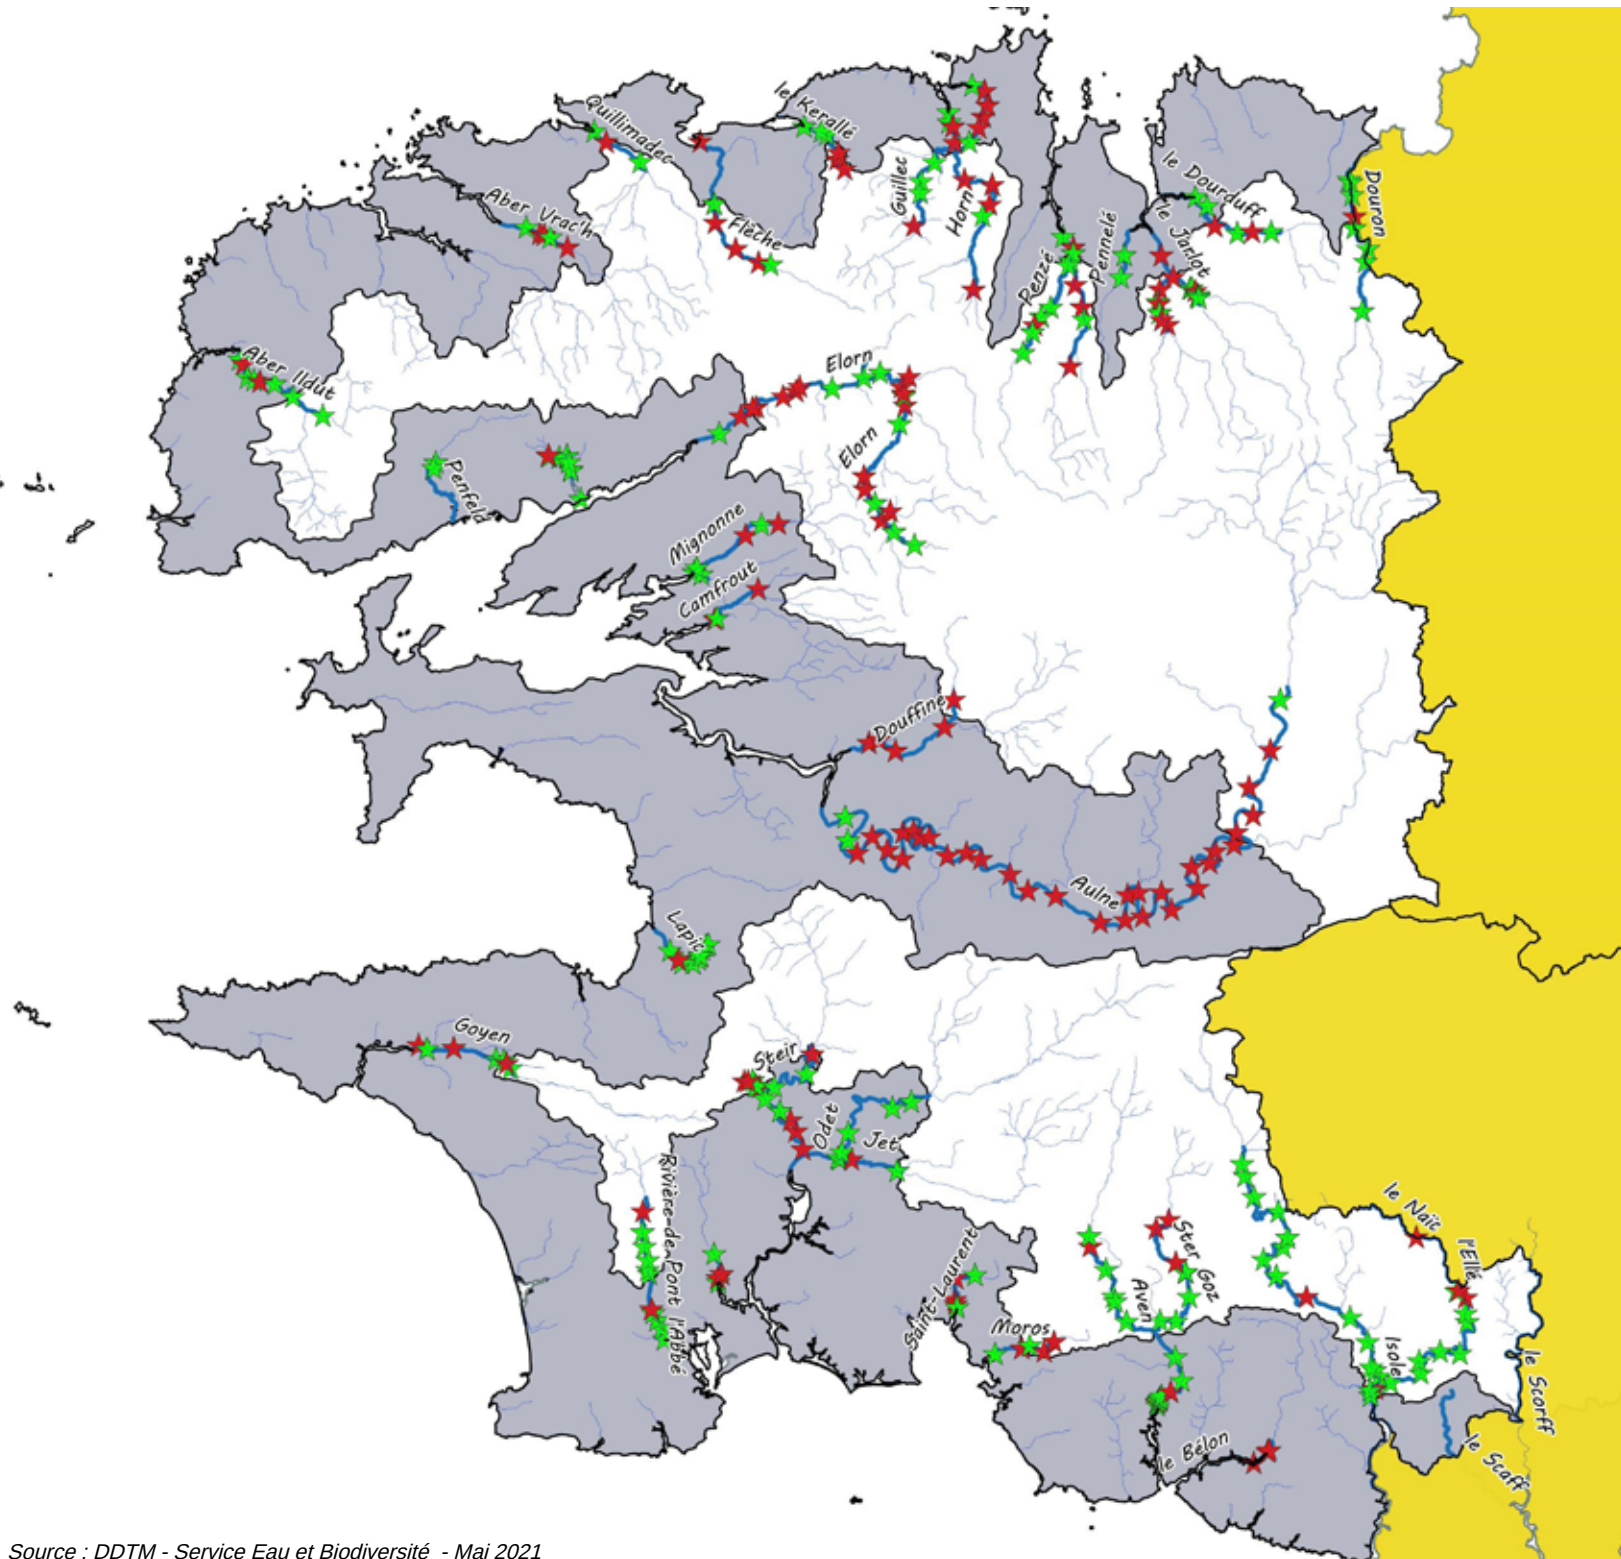 le Kerallé
Quillimadec
Guillec
Horn
le Dourduff
Douron
le Jarlot
Aber Vrac'h
Flèche
Penzé
Pennelé
Aber Ildut
Elorn
Elorn
Penfeld
Mignonne
Camfrout
Douffine
Aulne
Lapic
Goyen
Steir
Odet
Jet
Rivière-de-Pont l'Abbé
Saint-Laurent
Moros
Aven
Ster Goz
le Naïc
l'Ellé
Isole
le Scorff
le Bélon
le Scaff
Source : DDTM - Service Eau et Biodiversité - Mai 2021